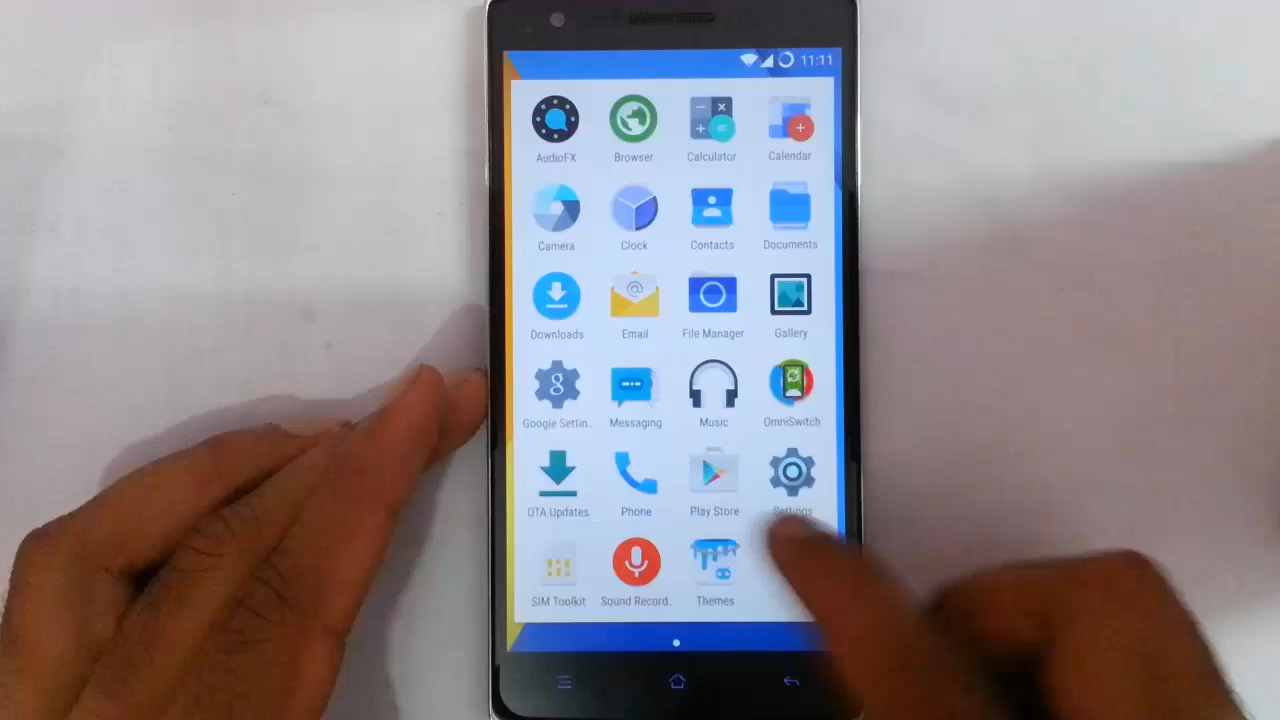 11:11
AudioFX Browser Calculator Calendar
Camera Clock Contacts Documents
Downloads Email File Manager Gallery
g
Google Settin.. Messaging Music OmniSwitch
OTA Updates Phone Play Store Settings
SIM Toolkit Sound Record.. Themes